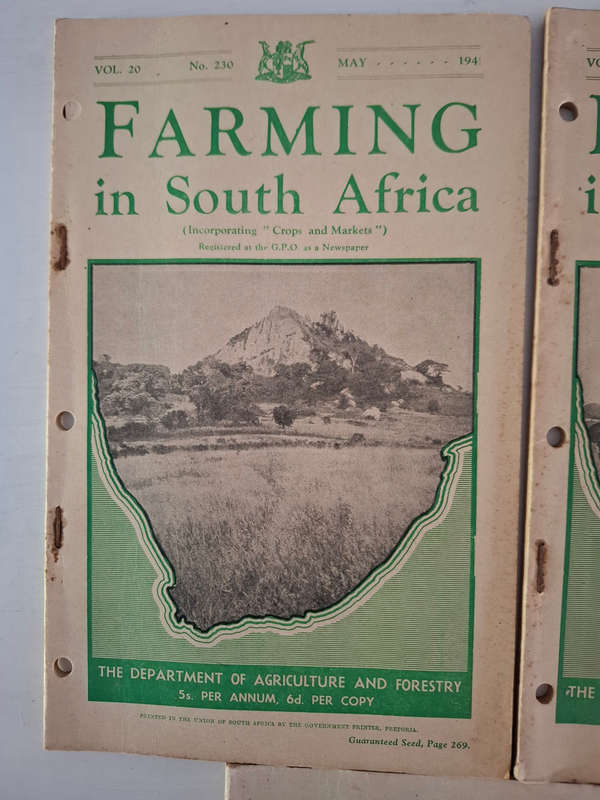 VOL. 20 No. 230 MAY . . . . . . 194
FARMING
in South Africa
(Incorporating " Crops and Markets ")
Registered at the G.P.O. as a Newspaper
THE DEPARTMENT OF AGRICULTURE AND FORESTRY
5s. PER ANNUM, 6d. PER COPY
PRINTED IN THE UNION OF SOUTH AFRICA BY THE GOVERNMENT PRINTER, PRETORIA.
Guaranteed Seed, Page 269.
THE